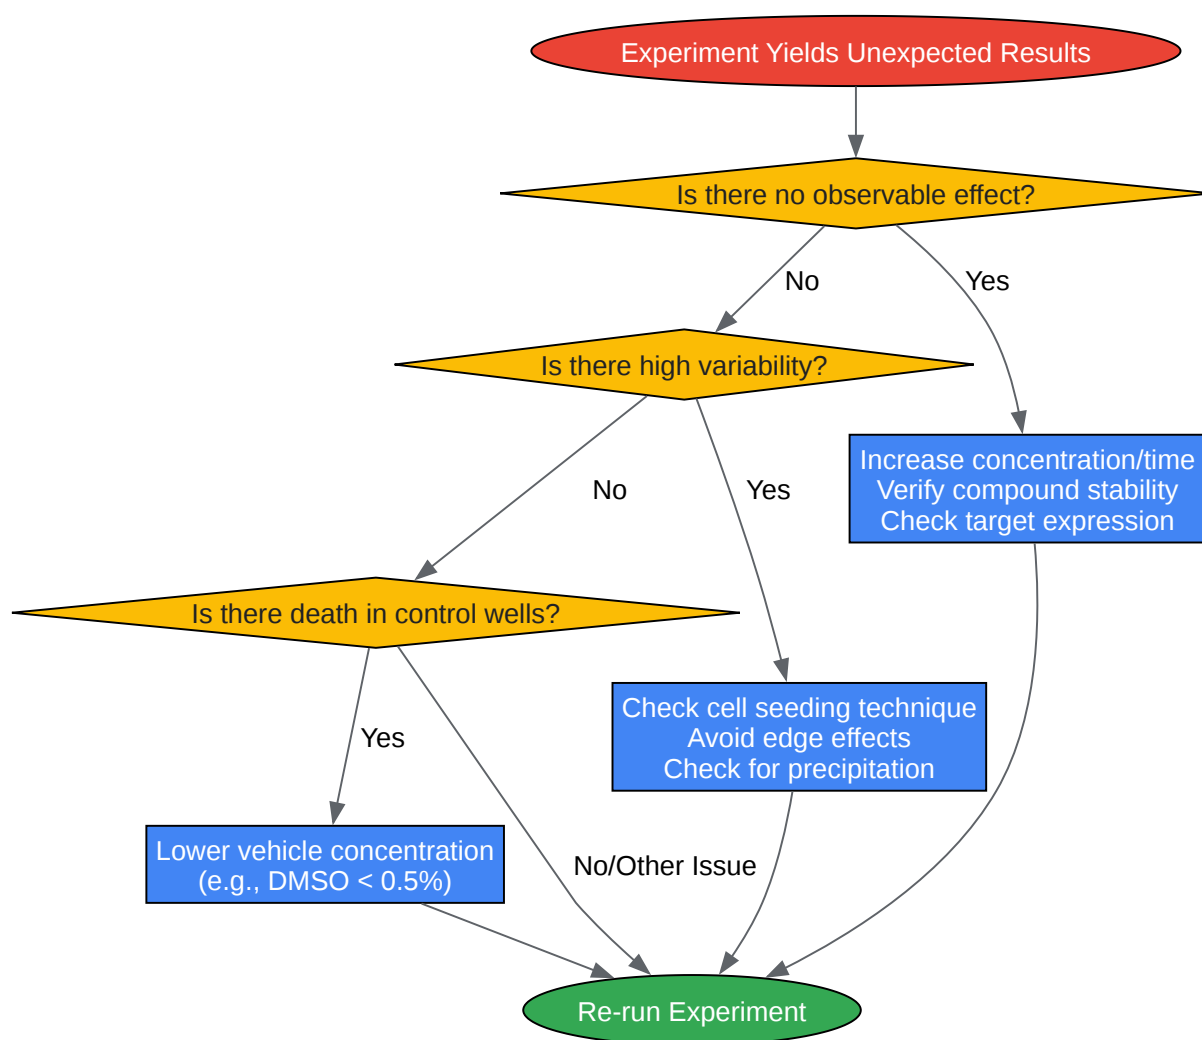 Experiment Yields Unexpected Results
Is there no observable effect?
No
Yes
Is there high variability?
Increase concentration/time
Verify compound stability
Check target expression
No
Yes
Is there death in control wells?
Check cell seeding technique
Avoid edge effects
Check for precipitation
Yes
Lower vehicle concentration
(e.g., DMSO < 0.5%)
No/Other Issue
Re-run Experiment